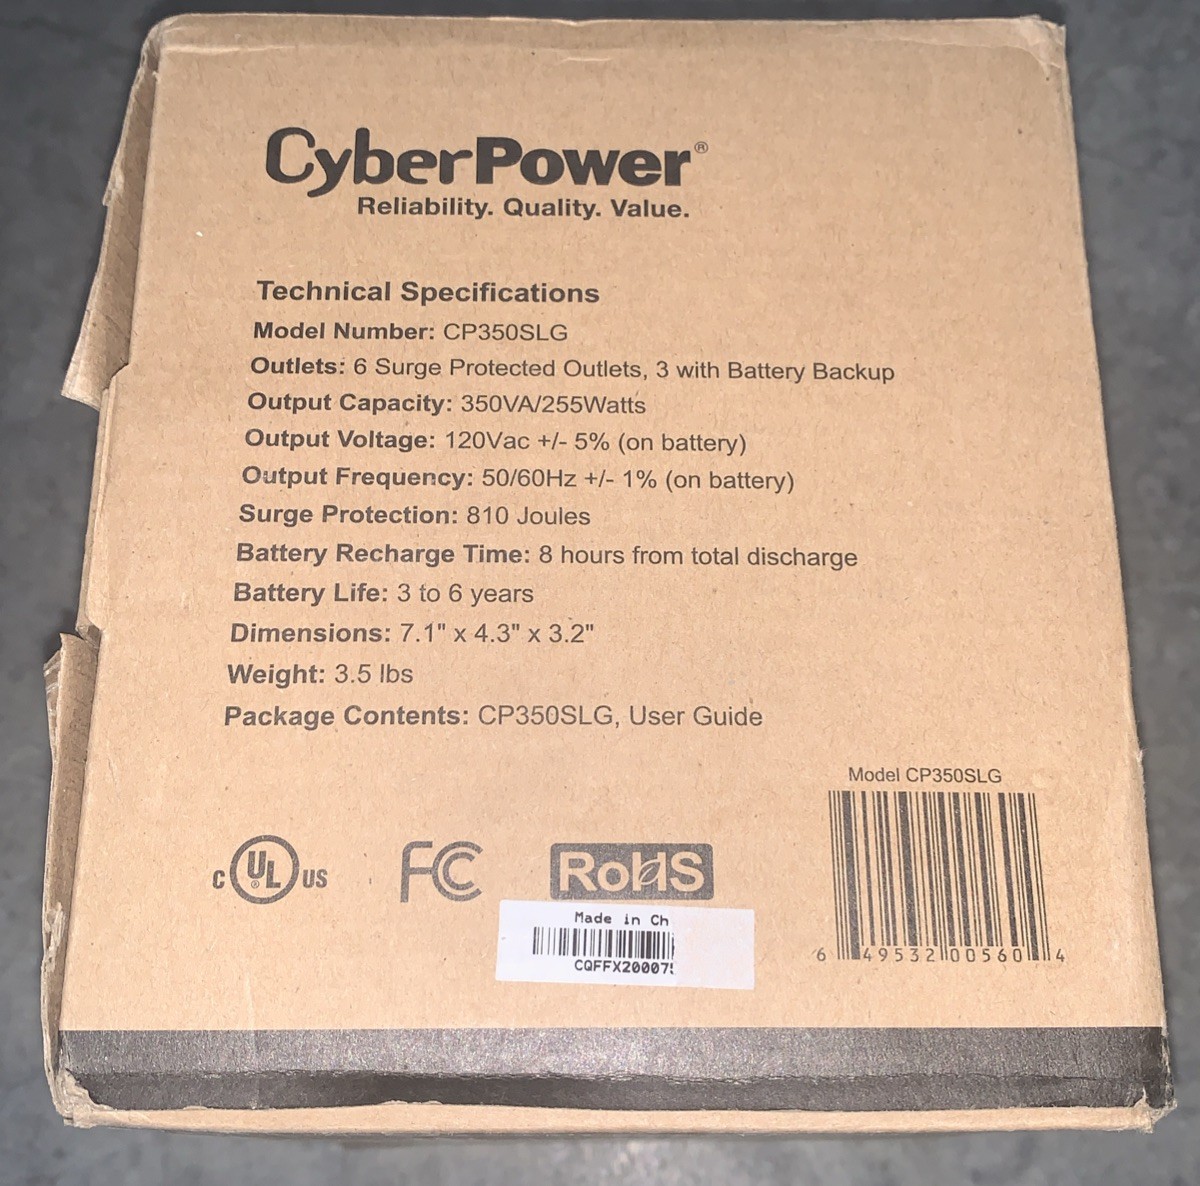 CyberPower®
Reliability. Quality. Value.
Technical Specifications
Model Number: CP350SLG
Outlets: 6 Surge Protected Outlets, 3 with Battery Backup
Output Capacity: 350VA/255Watts
Output Voltage: 120Vac +/- 5% (on battery)
Output Frequency: 50/60Hz +/- 1% (on battery)
Surge Protection: 810 Joules
Battery Recharge Time: 8 hours from total discharge
Battery Life: 3 to 6 years
Dimensions: 7.1" x 4.3" x 3.2"
Weight: 3.5 lbs
Package Contents: CP350SLG, User Guide
Model CP350SLG
6 49532 00560 4
C UL® US
FC
RoHS
Made in Ch
CQFFX20007